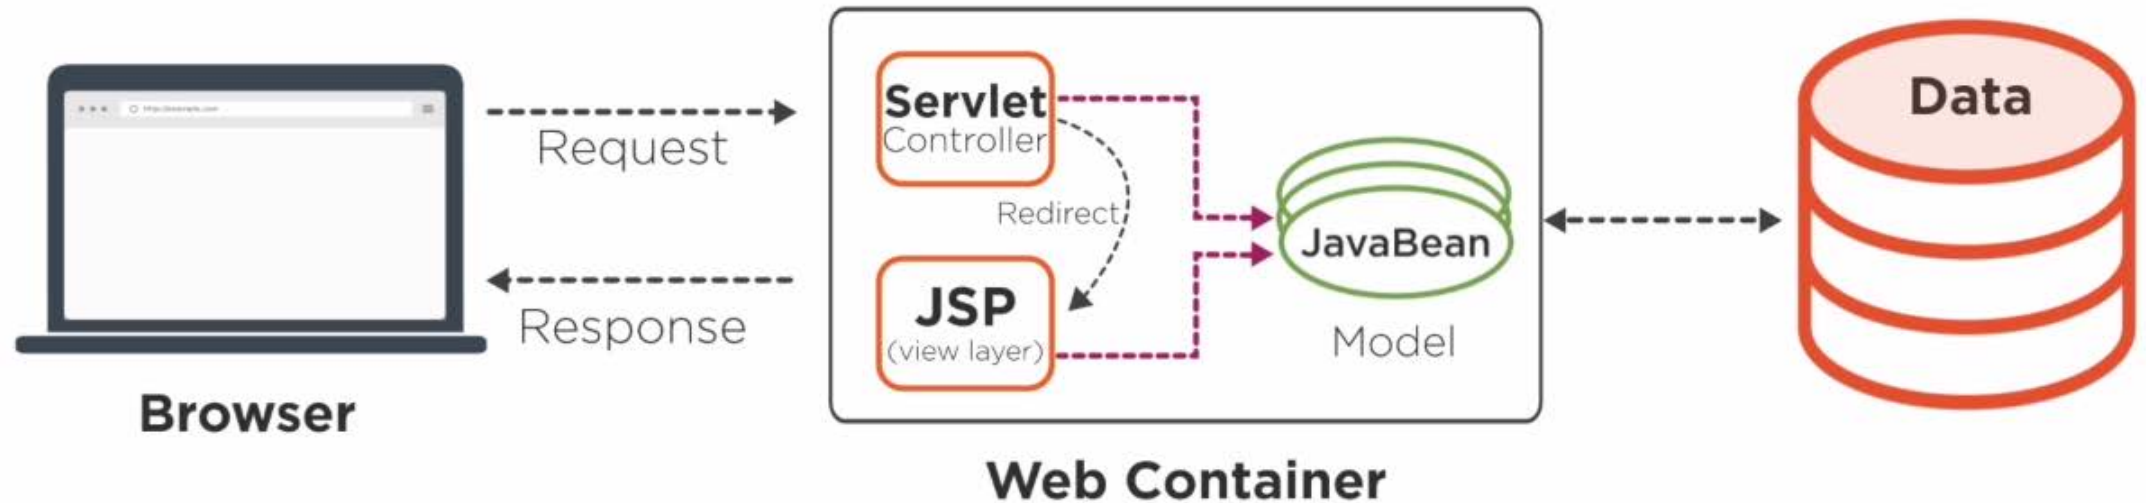 Request
Response
Browser
Servlet
Controller
Redirect
JSP
(view layer)
JavaBean
Model
Web Container
Data